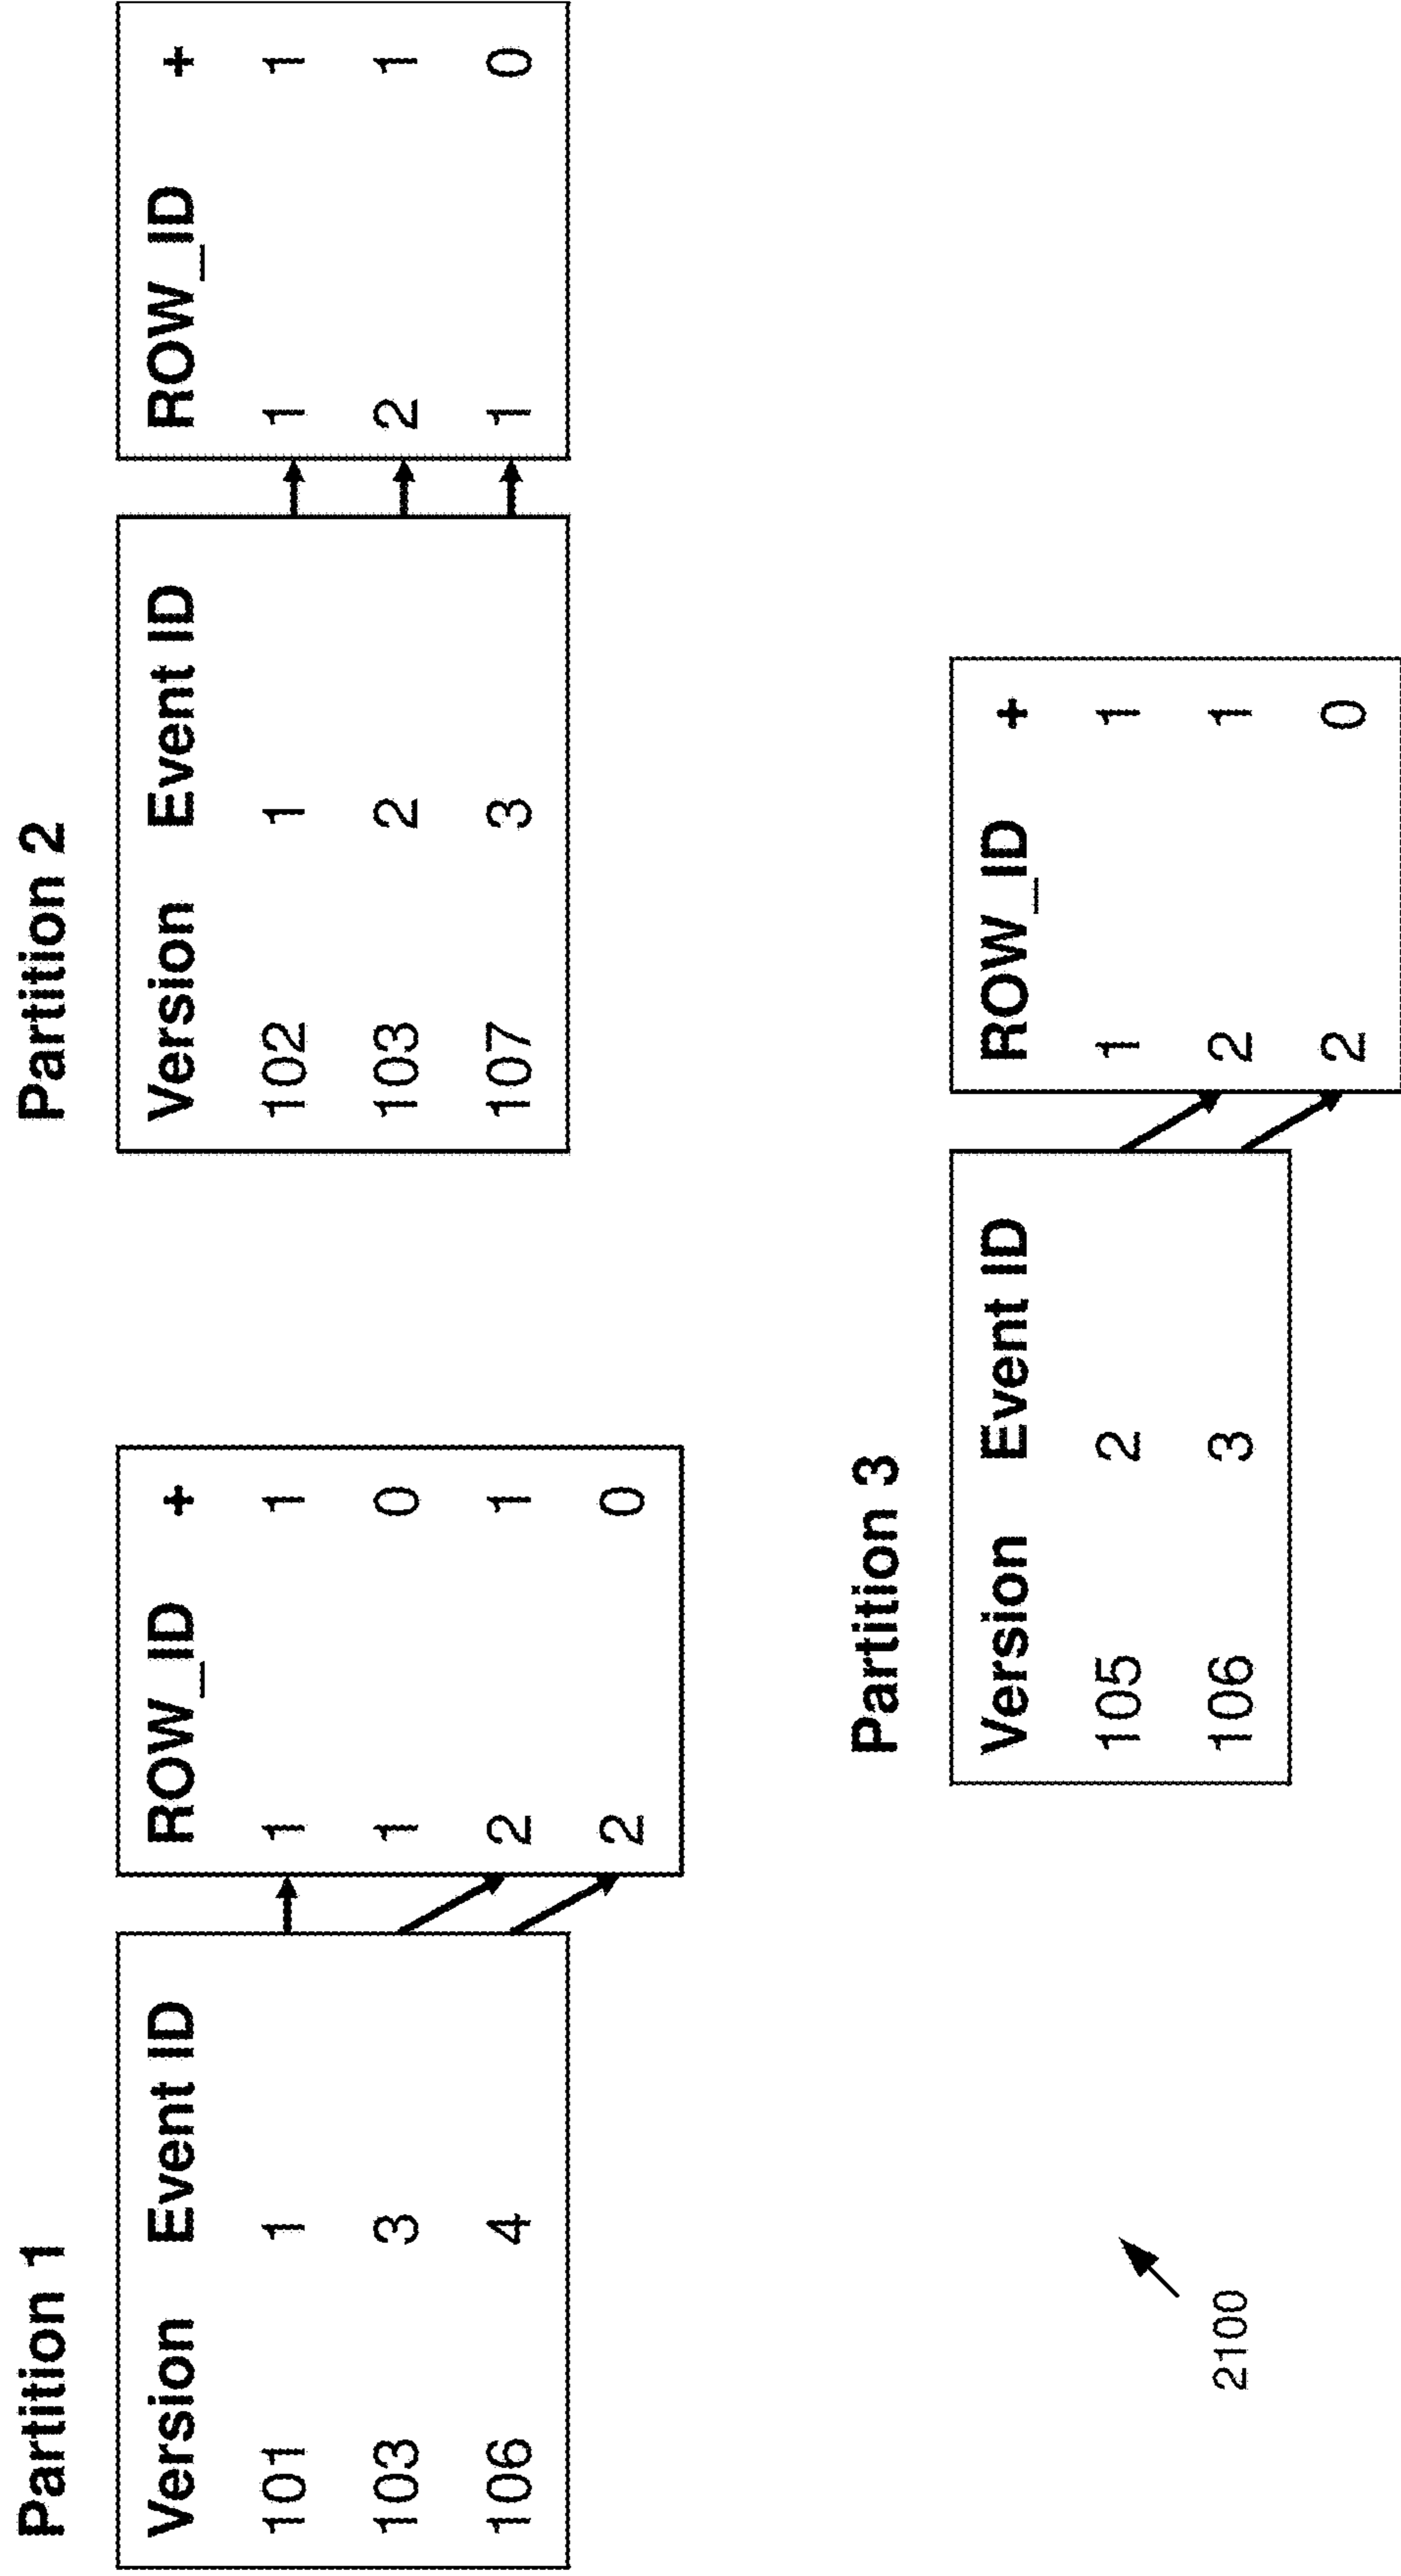 Partition 1
Version Event ID
101 1
103 3
106 4
ROW_ID +
1 1
1 0
2 1
2 0
Partition 2
Version Event ID
102 1
103 2
107 3
ROW_ID +
1 1
2 1
1 0
Partition 3
Version Event ID
105 2
106 3
ROW_ID +
1 1
2 1
2 0
2100